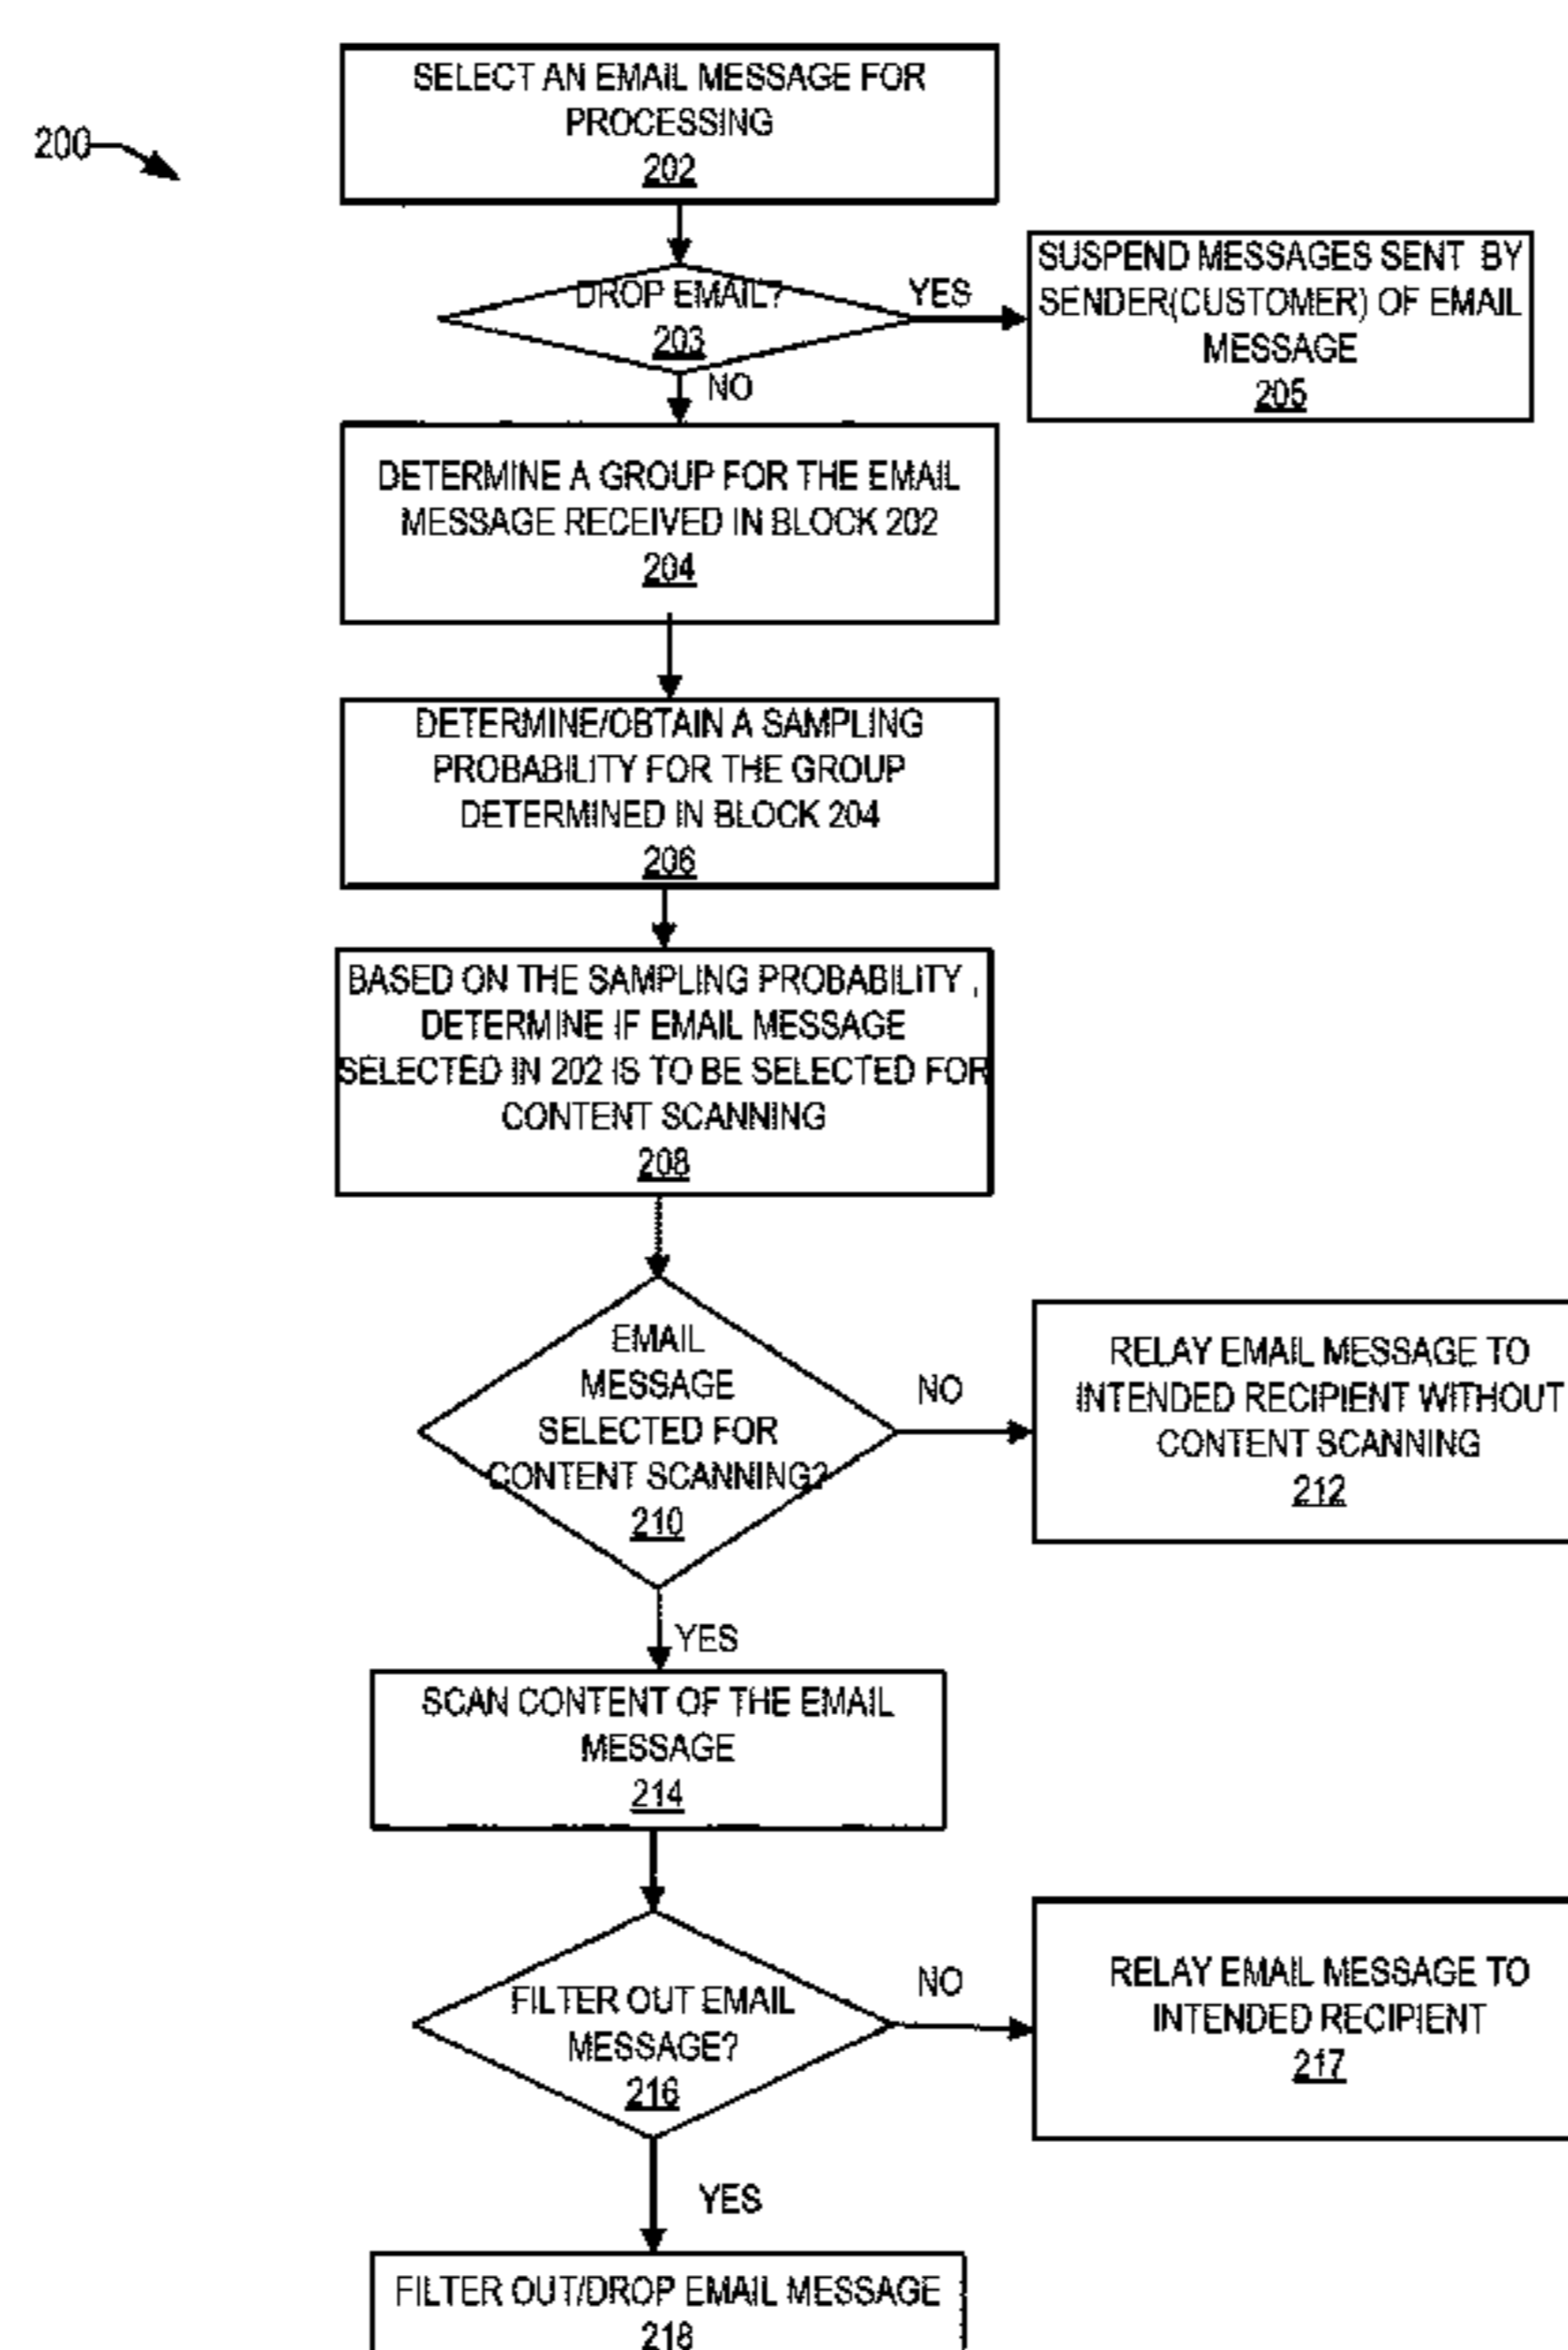 200
SELECT AN EMAIL MESSAGE FOR
PROCESSING
202
DROP EMAIL?
203
YES
SUSPEND MESSAGES SENT BY
SENDER(CUSTOMER) OF EMAIL
MESSAGE
205
NO
DETERMINE A GROUP FOR THE EMAIL
MESSAGE RECEIVED IN BLOCK 202
204
DETERMINE/OBTAIN A SAMPLING
PROBABILITY FOR THE GROUP
DETERMINED IN BLOCK 204
206
BASED ON THE SAMPLING PROBABILITY ,
DETERMINE IF EMAIL MESSAGE
SELECTED IN 202 IS TO BE SELECTED FOR
CONTENT SCANNING
208
EMAIL
MESSAGE
SELECTED FOR
CONTENT SCANNING?
210
NO
RELAY EMAIL MESSAGE TO
INTENDED RECIPIENT WITHOUT
CONTENT SCANNING
212
YES
SCAN CONTENT OF THE EMAIL
MESSAGE
214
FILTER OUT EMAIL
MESSAGE?
216
NO
RELAY EMAIL MESSAGE TO
INTENDED RECIPIENT
217
YES
FILTER OUT/DROP EMAIL MESSAGE
218